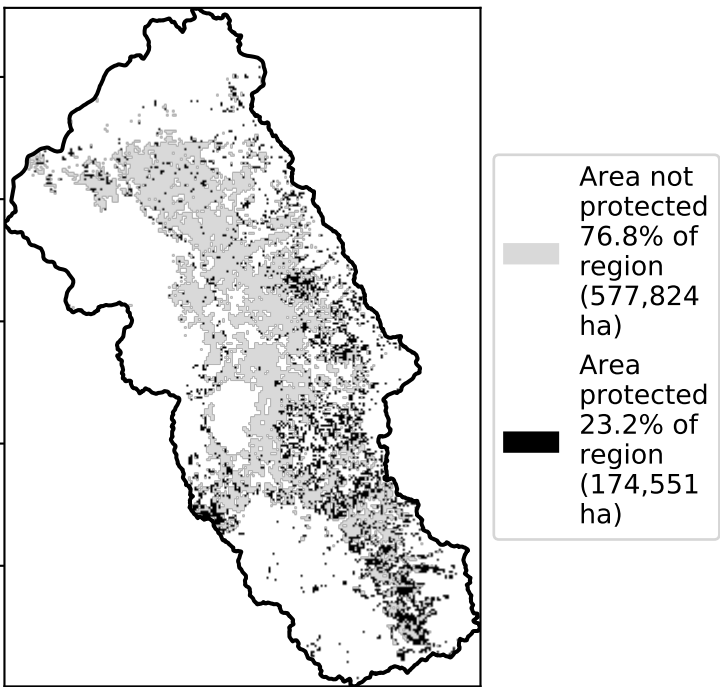 Area not
protected
76.8% of
region
(577,824
ha)
Area
protected
23.2% of
region
(174,551
ha)